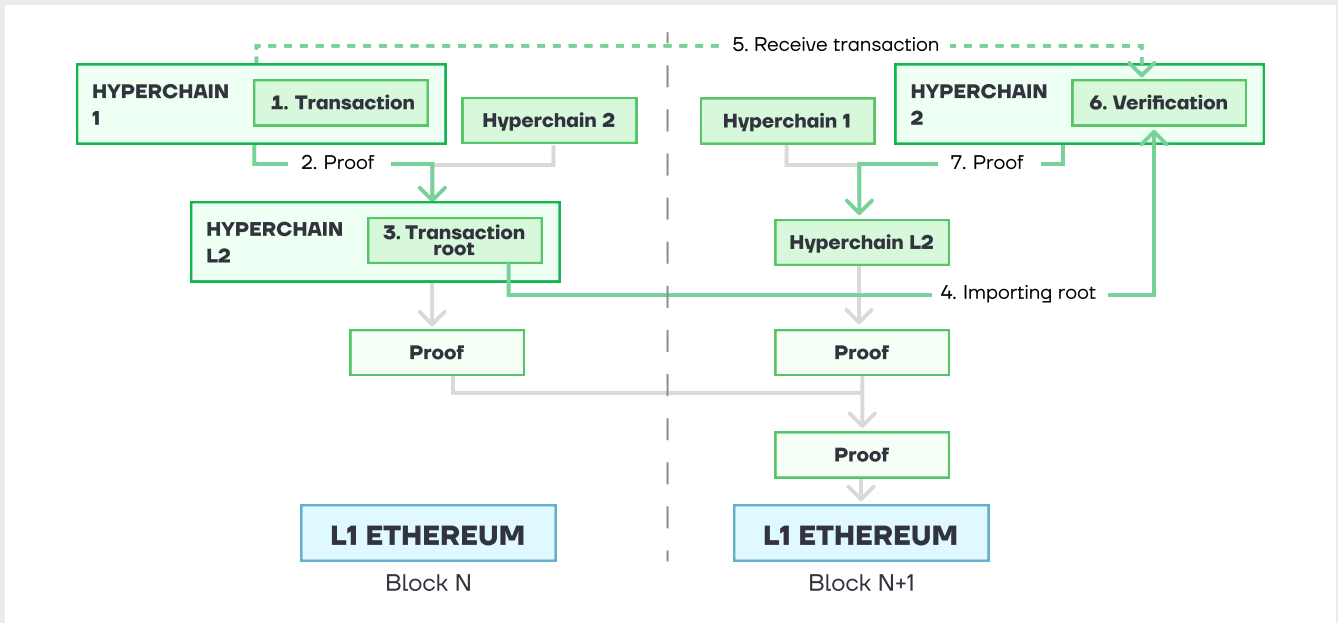 5. Receive transaction
HYPERCHAIN
1
1. Transaction
Hyperchain 2
Hyperchain 1
HYPERCHAIN
2
6. Verification
2. Proof
7. Proof
HYPERCHAIN
L2
3. Transaction
root
Hyperchain L2
4. Importing root
Proof
Proof
Proof
L1 ETHEREUM
L1 ETHEREUM
Block N
Block N+1